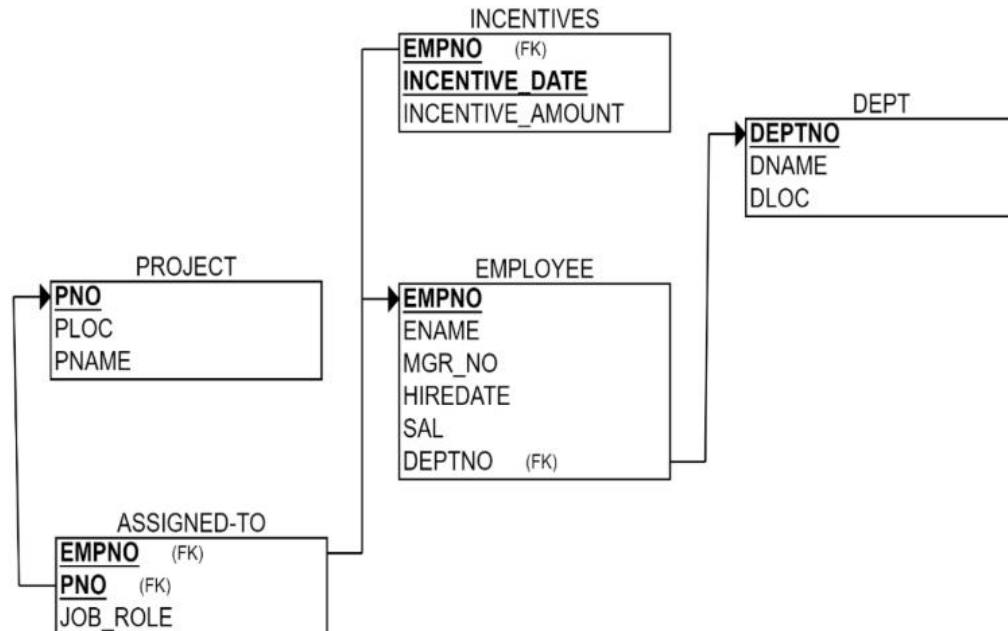 INCENTIVES
EMPNO (FK)
INCENTIVE_DATE
INCENTIVE_AMOUNT
DEPT
DEPTNO
DNAME
DLOC
PROJECT
PNO
PLOC
PNAME
EMPLOYEE
EMPNO
ENAME
MGR_NO
HIREDATE
SAL
DEPTNO (FK)
ASSIGNED-TO
EMPNO (FK)
PNO (FK)
JOB_ROLE